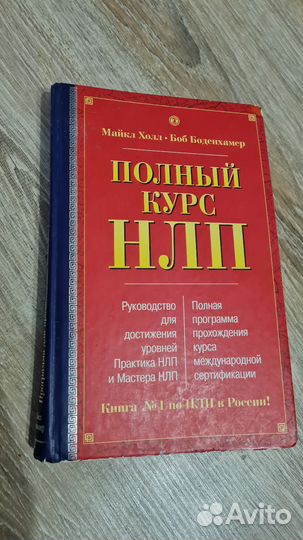 Майкл Холл • Боб Боденхамер
ПОЛНЫЙ
КУРС
НЛП
Руководство
для
достижения
уровней
Практика НЛП
и Мастера НЛП
Полная
программа
прохождения
курса
международной
сертификации
Книга №1 по НЛП в России!
Avito